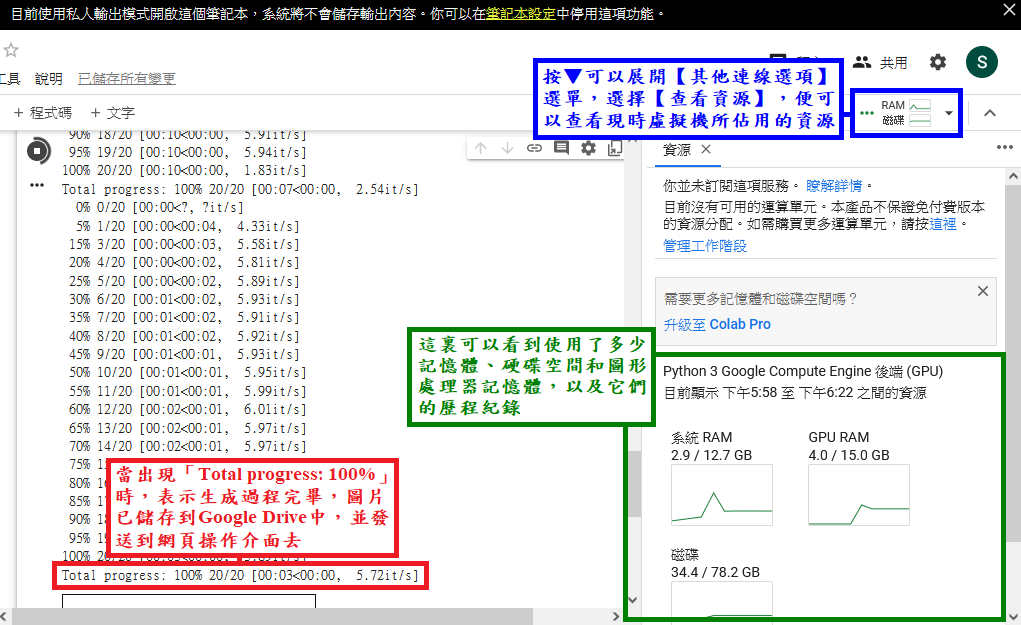 目前使用私人輸出模式開啟這個筆記本，系統將不會儲存輸出內容。你可以在筆記本設定中停用這項功能。
工具 說明 已儲存所有變更
共用
S
+ 程式碼 + 文字
按▼可以展開【其他連線選項】
選單，選擇【查看資源】，便可
以查看現時虛擬機所佔用的資源
RAM
磁碟
90% 18/20 [00:10<00:00, 5.91it/s]
95% 19/20 [00:10<00:00, 5.94it/s]
100% 20/20 [00:10<00:00, 1.83it/s]
Total progress: 100% 20/20 [00:07<00:00, 2.54it/s]
0% 0/20 [00:00<?, ?it/s]
5% 1/20 [00:00<00:04, 4.33it/s]
15% 3/20 [00:00<00:03, 5.58it/s]
20% 4/20 [00:00<00:02, 5.81it/s]
25% 5/20 [00:00<00:02, 5.89it/s]
30% 6/20 [00:01<00:02, 5.93it/s]
35% 7/20 [00:01<00:02, 5.91it/s]
40% 8/20 [00:01<00:02, 5.92it/s]
45% 9/20 [00:01<00:01, 5.93it/s]
50% 10/20 [00:01<00:01, 5.95it/s]
55% 11/20 [00:01<00:01, 5.99it/s]
60% 12/20 [00:02<00:01, 6.01it/s]
65% 13/20 [00:02<00:01, 5.97it/s]
70% 14/20 [00:02<00:01, 5.97it/s]
75% 1
80% 1
85% 1
90% 18
95% 19
當出現「Total progress: 100%」
時，表示生成過程完畢，圖片
已儲存到Google Drive中，並發
送到網頁操作介面去
100% 20/20 [00:03<00:00, 5.89it/s]
Total progress: 100% 20/20 [00:03<00:00, 5.72it/s]
資源
你並未訂閱這項服務。瞭解詳情。
目前沒有可用的運算單元。本產品不保證免付費版本
的資源分配。如需購買更多運算單元，請按這裡。
管理工作階段
需要更多記憶體和磁碟空間嗎？
升級至 Colab Pro
這裏可以看到使用了多少
記憶體、硬碟空間和圖形
處理器記憶體，以及它們
的歷程紀錄
Python 3 Google Compute Engine 後端 (GPU)
目前顯示 下午5:58 至 下午6:22 之間的資源
系統 RAM
2.9 / 12.7 GB
GPU RAM
4.0 / 15.0 GB
磁碟
34.4 / 78.2 GB